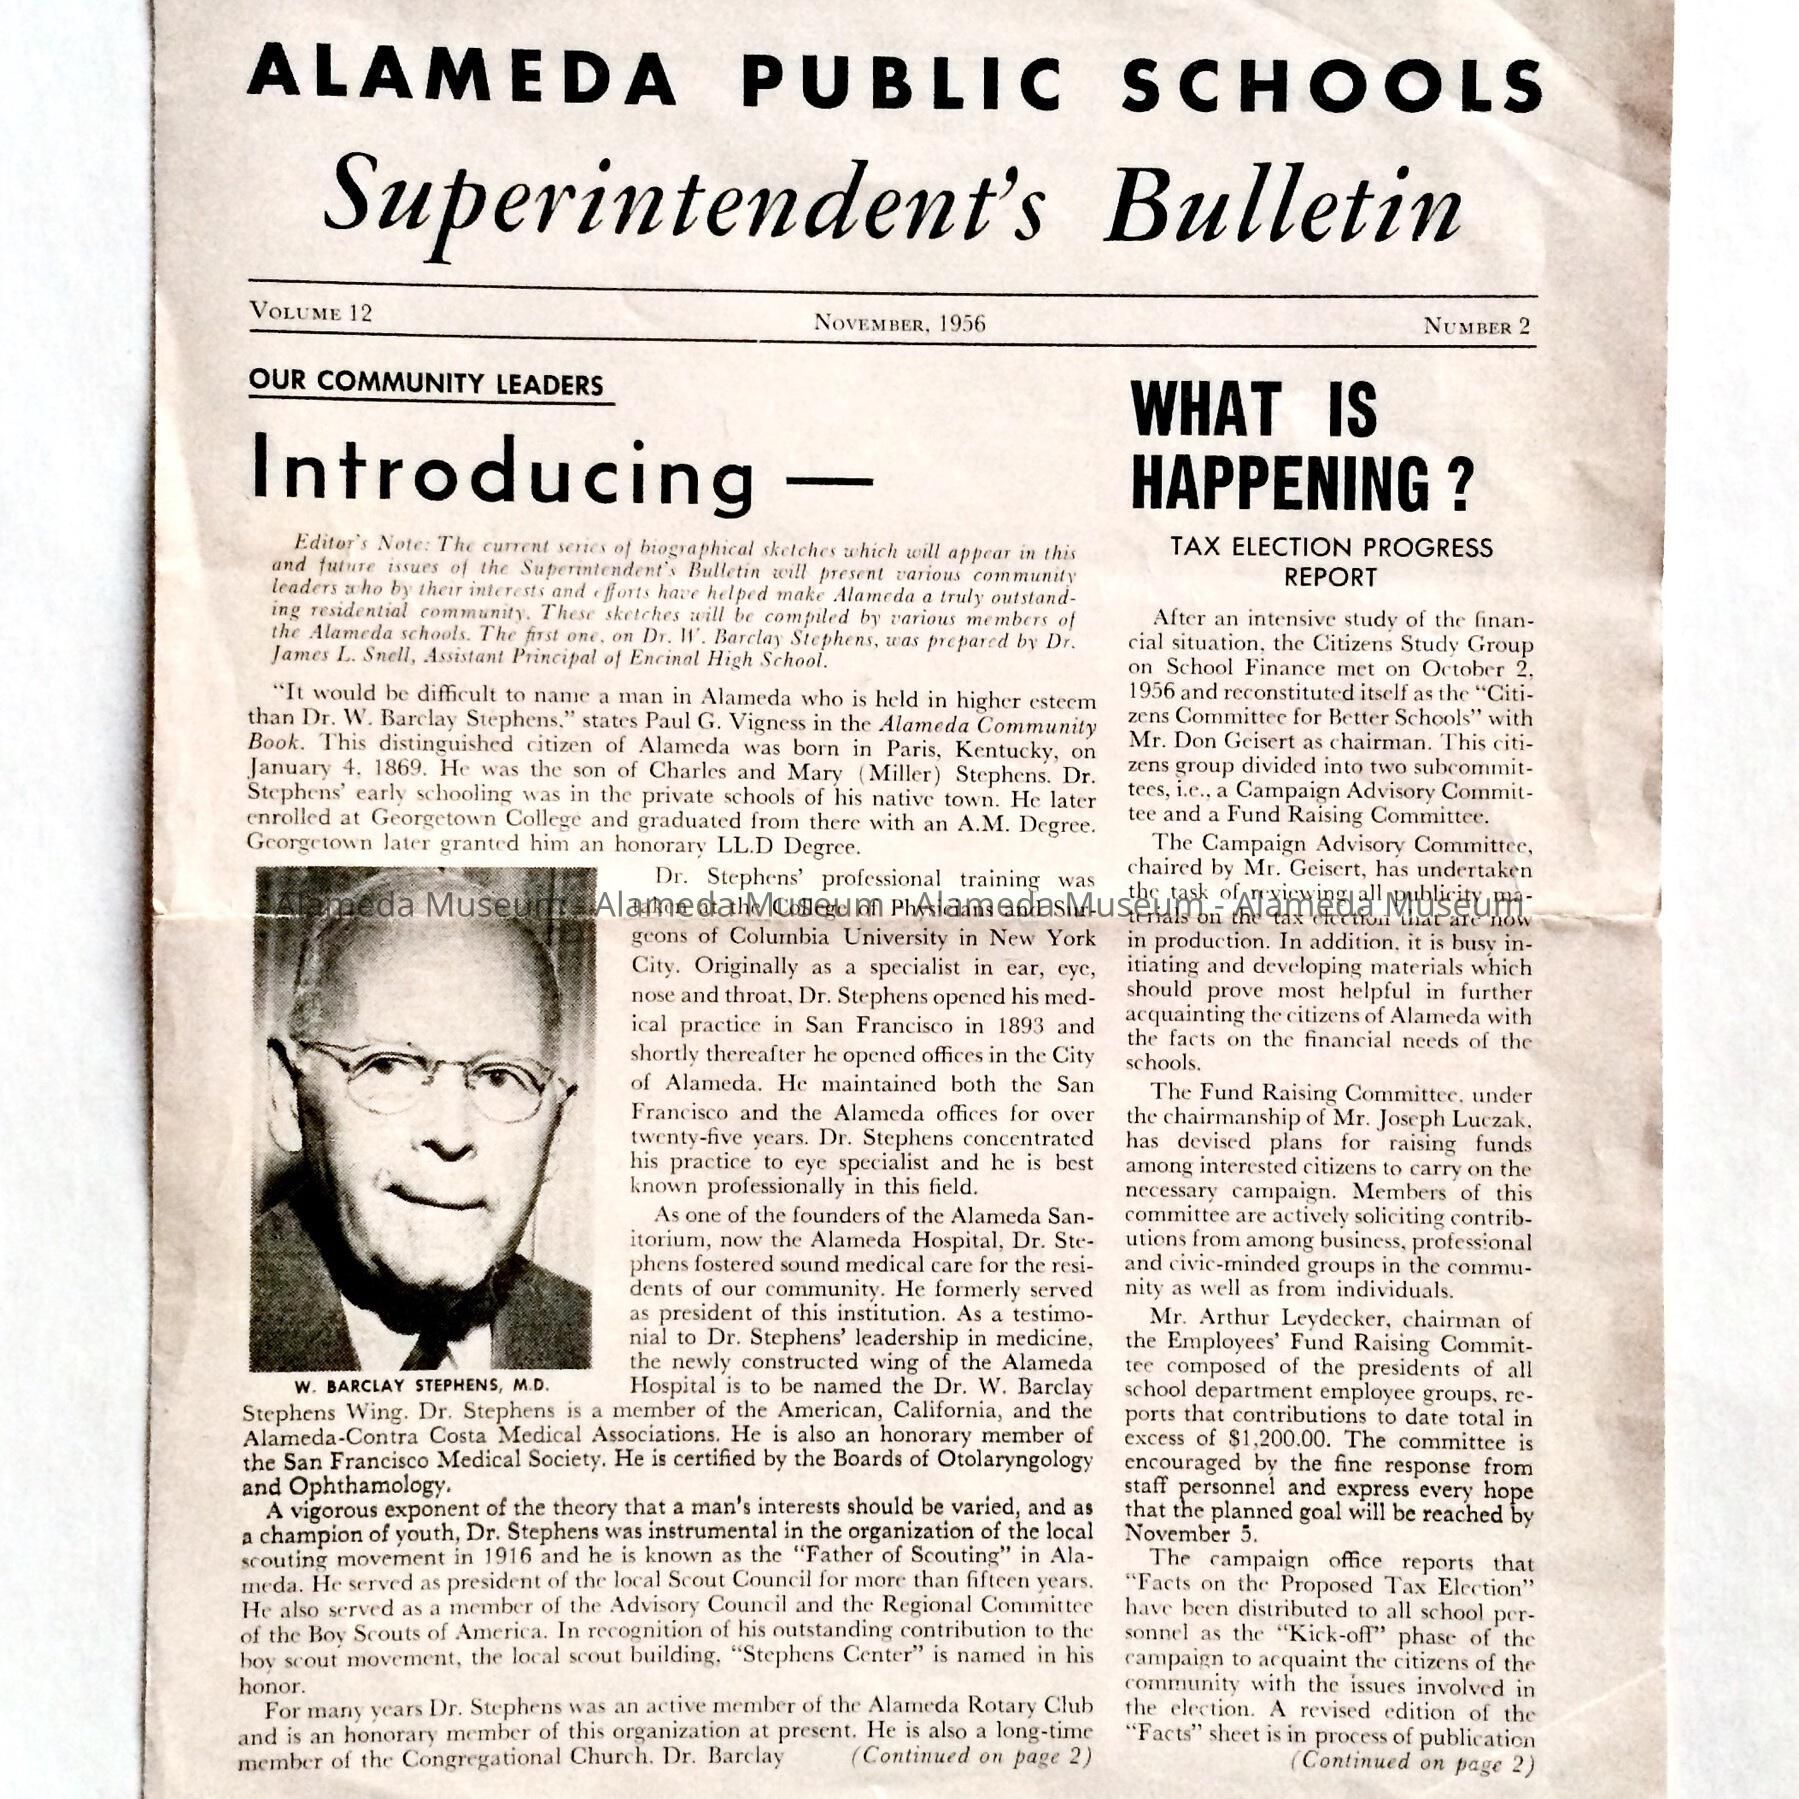 ALAMEDA PUBLIC SCHOOLS
Superintendent's Bulletin
VOLUME 12 NOVEMBER, 1956 NUMBER 2
OUR COMMUNITY LEADERS
Introducing —
Editor's Note: The current series of biographical sketches which will appear in this
and future issues of the Superintendent's Bulletin will present various community
leaders who by their interests and efforts have helped make Alameda a truly outstand-
ing residential community. These sketches will be compiled by various members of
the Alameda schools. The first one, on Dr. W. Barclay Stephens, was prepared by Dr.
James L. Snell, Assistant Principal of Encinal High School.
"It would be difficult to name a man in Alameda who is held in higher esteem
than Dr. W. Barclay Stephens," states Paul G. Vigness in the Alameda Community
Book. This distinguished citizen of Alameda was born in Paris, Kentucky, on
January 4, 1869. He was the son of Charles and Mary (Miller) Stephens. Dr.
Stephens' early schooling was in the private schools of his native town. He later
enrolled at Georgetown College and graduated from there with an A.M. Degree.
Georgetown later granted him an honorary LL.D Degree.
Dr. Stephens' professional training was
taken at the College of Physicians and Sur-
geons of Columbia University in New York
City. Originally as a specialist in ear, eye,
nose and throat, Dr. Stephens opened his med-
ical practice in San Francisco in 1893 and
shortly thereafter he opened offices in the City
of Alameda. He maintained both the San
Francisco and the Alameda offices for over
twenty-five years. Dr. Stephens concentrated
his practice to eye specialist and he is best
known professionally in this field.
As one of the founders of the Alameda San-
itorium, now the Alameda Hospital, Dr. Ste-
phens fostered sound medical care for the resi-
dents of our community. He formerly served
as president of this institution. As a testimo-
nial to Dr. Stephens' leadership in medicine,
the newly constructed wing of the Alameda
Hospital is to be named the Dr. W. Barclay
W. BARCLAY STEPHENS, M.D.
Stephens Wing. Dr. Stephens is a member of the American, California, and the
Alameda-Contra Costa Medical Associations. He is also an honorary member of
the San Francisco Medical Society. He is certified by the Boards of Otolaryngology
and Ophthamology.
A vigorous exponent of the theory that a man's interests should be varied, and as
a champion of youth, Dr. Stephens was instrumental in the organization of the local
scouting movement in 1916 and he is known as the "Father of Scouting" in Ala-
meda. He served as president of the local Scout Council for more than fifteen years.
He also served as a member of the Advisory Council and the Regional Committee
of the Boy Scouts of America. In recognition of his outstanding contribution to the
boy scout movement, the local scout building, "Stephens Center" is named in his
honor.
For many years Dr. Stephens was an active member of the Alameda Rotary Club
and is an honorary member of this organization at present. He is also a long-time
member of the Congregational Church. Dr. Barclay (Continued on page 2)
WHAT IS
HAPPENING?
TAX ELECTION PROGRESS
REPORT
After an intensive study of the finan-
cial situation, the Citizens Study Group
on School Finance met on October 2,
1956 and reconstituted itself as the "Citi-
zens Committee for Better Schools" with
Mr. Don Geisert as chairman. This citi-
zens group divided into two subcommit-
tees, i.e., a Campaign Advisory Commit-
tee and a Fund Raising Committee.
The Campaign Advisory Committee,
chaired by Mr. Geisert, has undertaken
the task of reviewing all publicity ma-
terials on the tax election that are now
in production. In addition, it is busy in-
itiating and developing materials which
should prove most helpful in further
acquainting the citizens of Alameda with
the facts on the financial needs of the
schools.
The Fund Raising Committee, under
the chairmanship of Mr. Joseph Luczak,
has devised plans for raising funds
among interested citizens to carry on the
necessary campaign. Members of this
committee are actively soliciting contrib-
utions from among business, professional
and civic-minded groups in the commu-
nity as well as from individuals.
Mr. Arthur Leydecker, chairman of
the Employees' Fund Raising Commit-
tee composed of the presidents of all
school department employee groups, re-
ports that contributions to date total in
excess of $1,200.00. The committee is
encouraged by the fine response from
staff personnel and express every hope
that the planned goal will be reached by
November 5.
The campaign office reports that
"Facts on the Proposed Tax Election"
have been distributed to all school per-
sonnel as the "Kick-off" phase of the
campaign to acquaint the citizens of the
community with the issues involved in
the election. A revised edition of the
"Facts" sheet is in process of publication
(Continued on page 2)
Alameda Museum - Alameda Museum - Alameda Museum - Alameda Museum